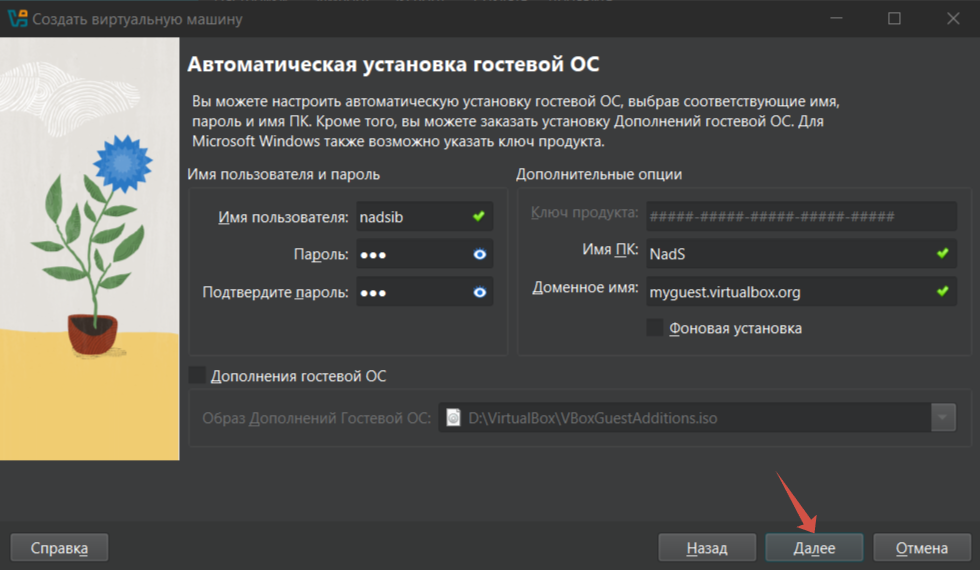 Создать виртуальную машину
Автоматическая установка гостевой ОС
Вы можете настроить автоматическую установку гостевой ОС, выбрав соответствующие имя,
пароль и имя ПК. Кроме того, вы можете заказать установку Дополнений гостевой ОС. Для
Microsoft Windows также возможно указать ключ продукта.
Имя пользователя и пароль
Имя пользователя: nadsib
Пароль: ●●●
Подтвердите пароль: ●●●
Дополнительные опции
Ключ продукта: #####-#####-#####-#####-#####
Имя ПК: NadS
Доменное имя: myguest.virtualbox.org
Фоновая установка
Дополнения гостевой ОС
Образ Дополнений Гостевой ОС: D:\VirtualBox\VBoxGuestAdditions.iso
Справка
Назад
Далее
Отмена